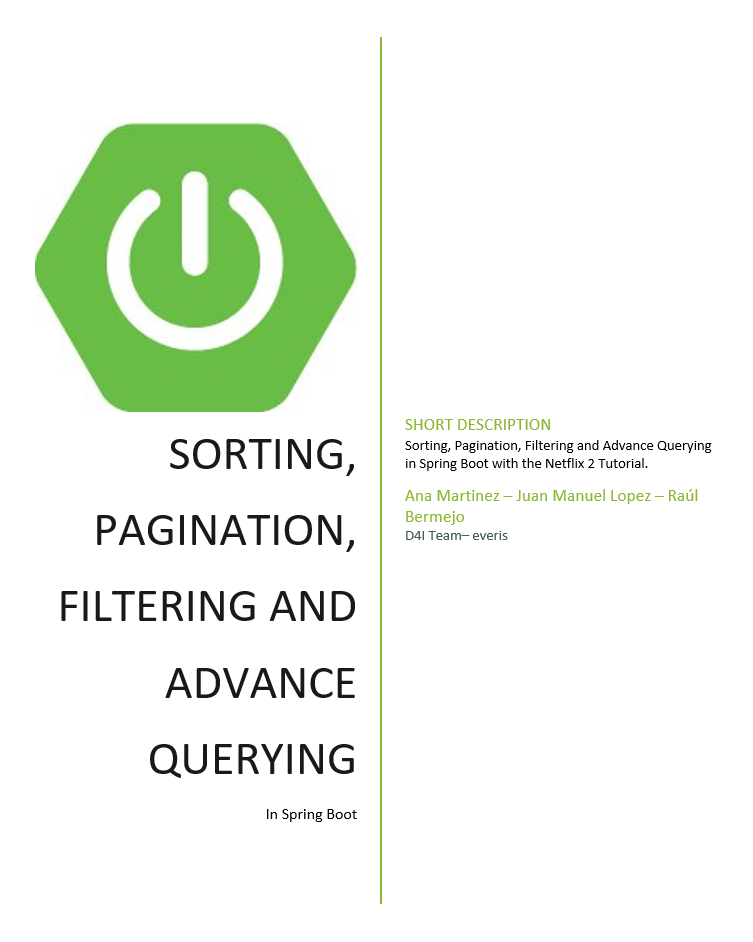 SORTING,
PAGINATION,
FILTERING AND
ADVANCE
QUERYING
In Spring Boot
SHORT DESCRIPTION
Sorting, Pagination, Filtering and Advance Querying
in Spring Boot with the Netflix 2 Tutorial.
Ana Martinez – Juan Manuel Lopez – Raúl
Bermejo
D4I Team– everis